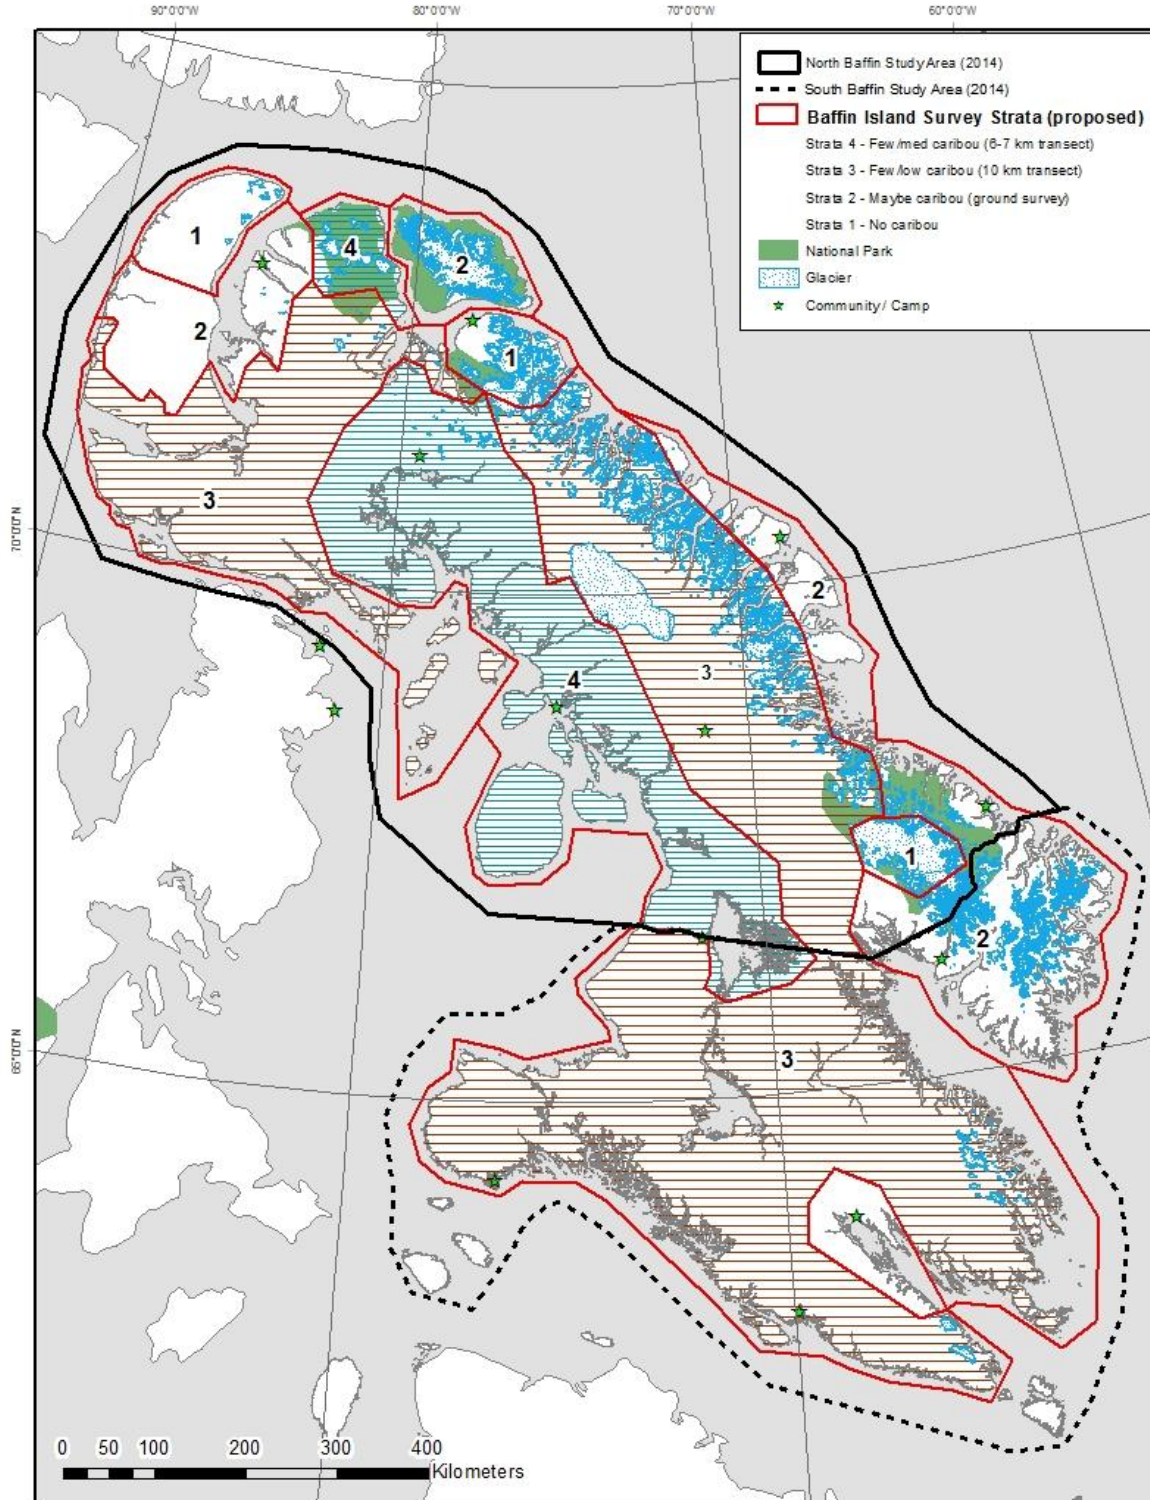 90°0'0"W 80°0'0"W 70°0'0"W 60°0'0"W
North Baffin Study Area (2014)
South Baffin Study Area (2014)
Baffin Island Survey Strata (proposed)
Strata 4 - Few/med caribou (6-7 km transect)
Strata 3 - Few/low caribou (10 km transect)
Strata 2 - Maybe caribou (ground survey)
Strata 1 - No caribou
National Park
Glacier
Community / Camp
1
4
2
2
1
3
70°0'0"N
2
3
4
1
2
65°0'0"N
3
0 50 100 200 300 400
Kilometers